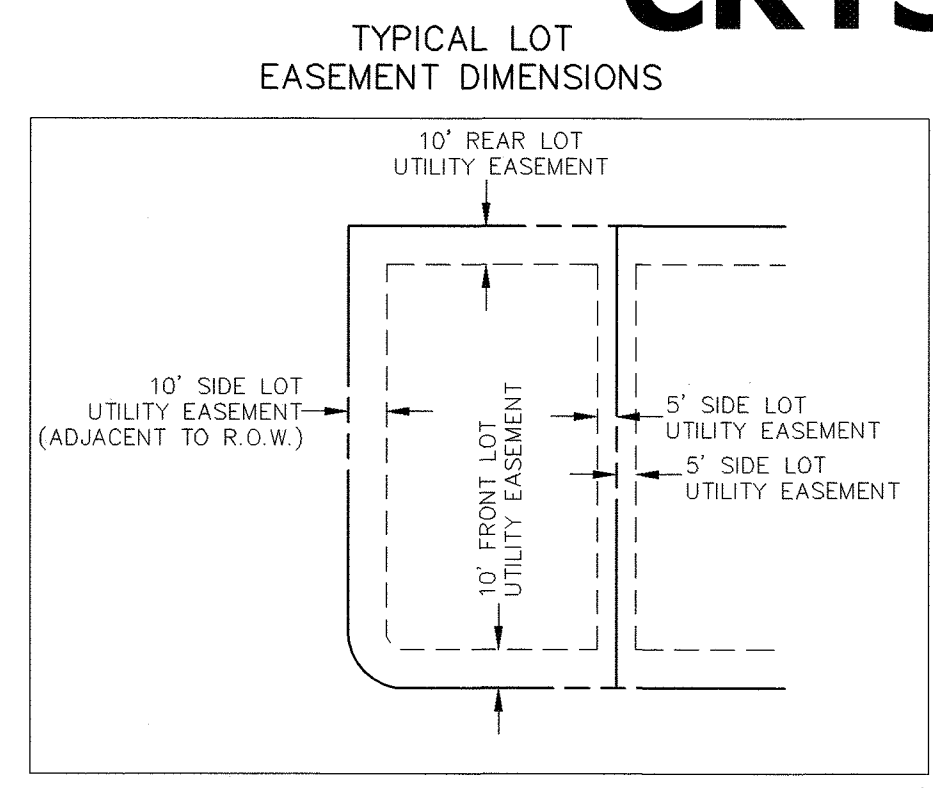 TYPICAL LOT
EASEMENT DIMENSIONS
10' REAR LOT
UTILITY EASEMENT
10' SIDE LOT
UTILITY EASEMENT
(ADJACENT TO R.O.W.)
10' FRONT LOT
UTILITY EASEMENT
5' SIDE LOT
UTILITY EASEMENT
5' SIDE LOT
UTILITY EASEMENT